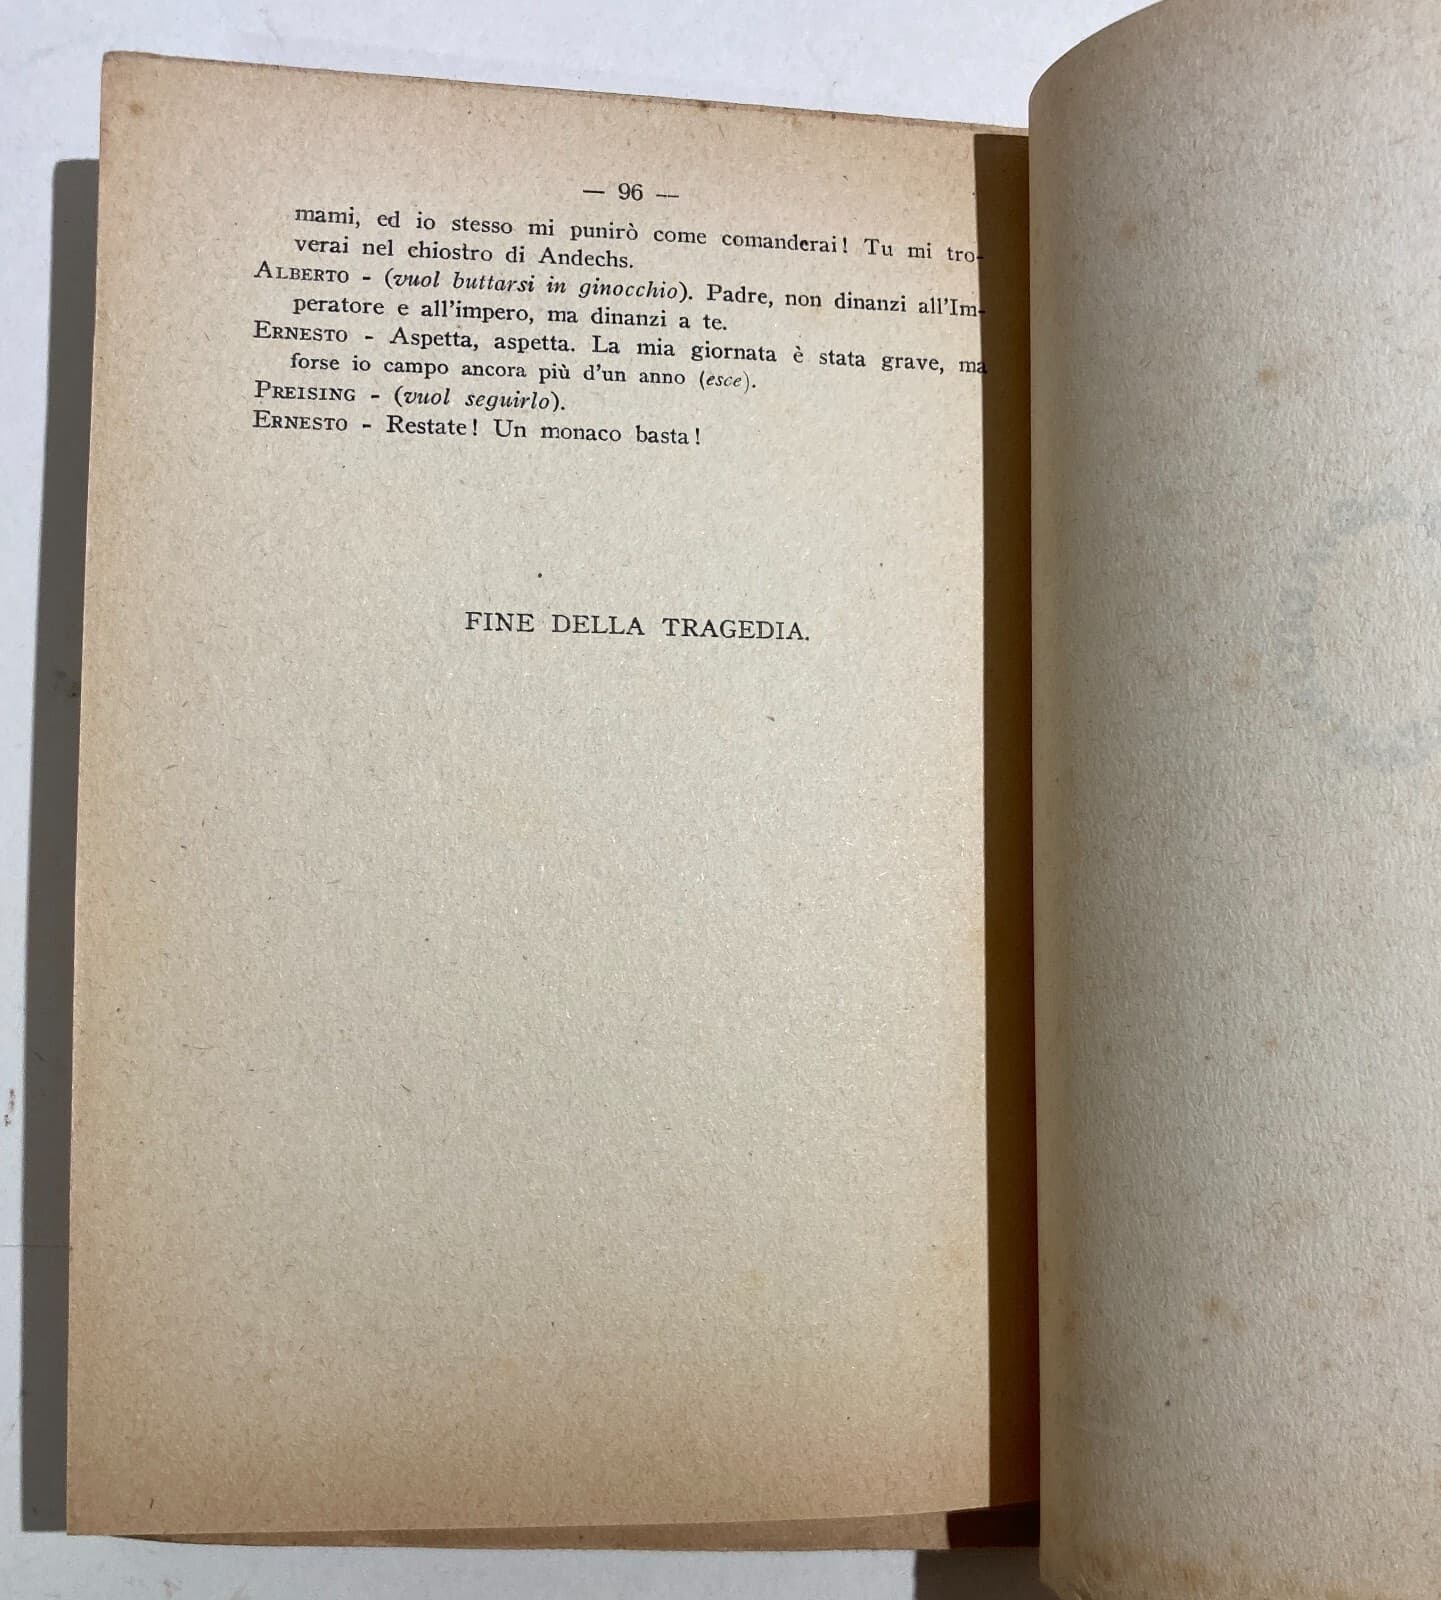 — 96 —
mami, ed io stesso mi punirò come comanderai! Tu mi tro-
verai nel chiostro di Andechs.
ALBERTO - (vuol buttarsi in ginocchio). Padre, non dinanzi all'Im-
peratore e all'impero, ma dinanzi a te.
ERNESTO - Aspetta, aspetta. La mia giornata è stata grave, ma
forse io campo ancora più d'un anno (esce).
PREISING - (vuol seguirlo).
ERNESTO - Restate! Un monaco basta!
FINE DELLA TRAGEDIA.